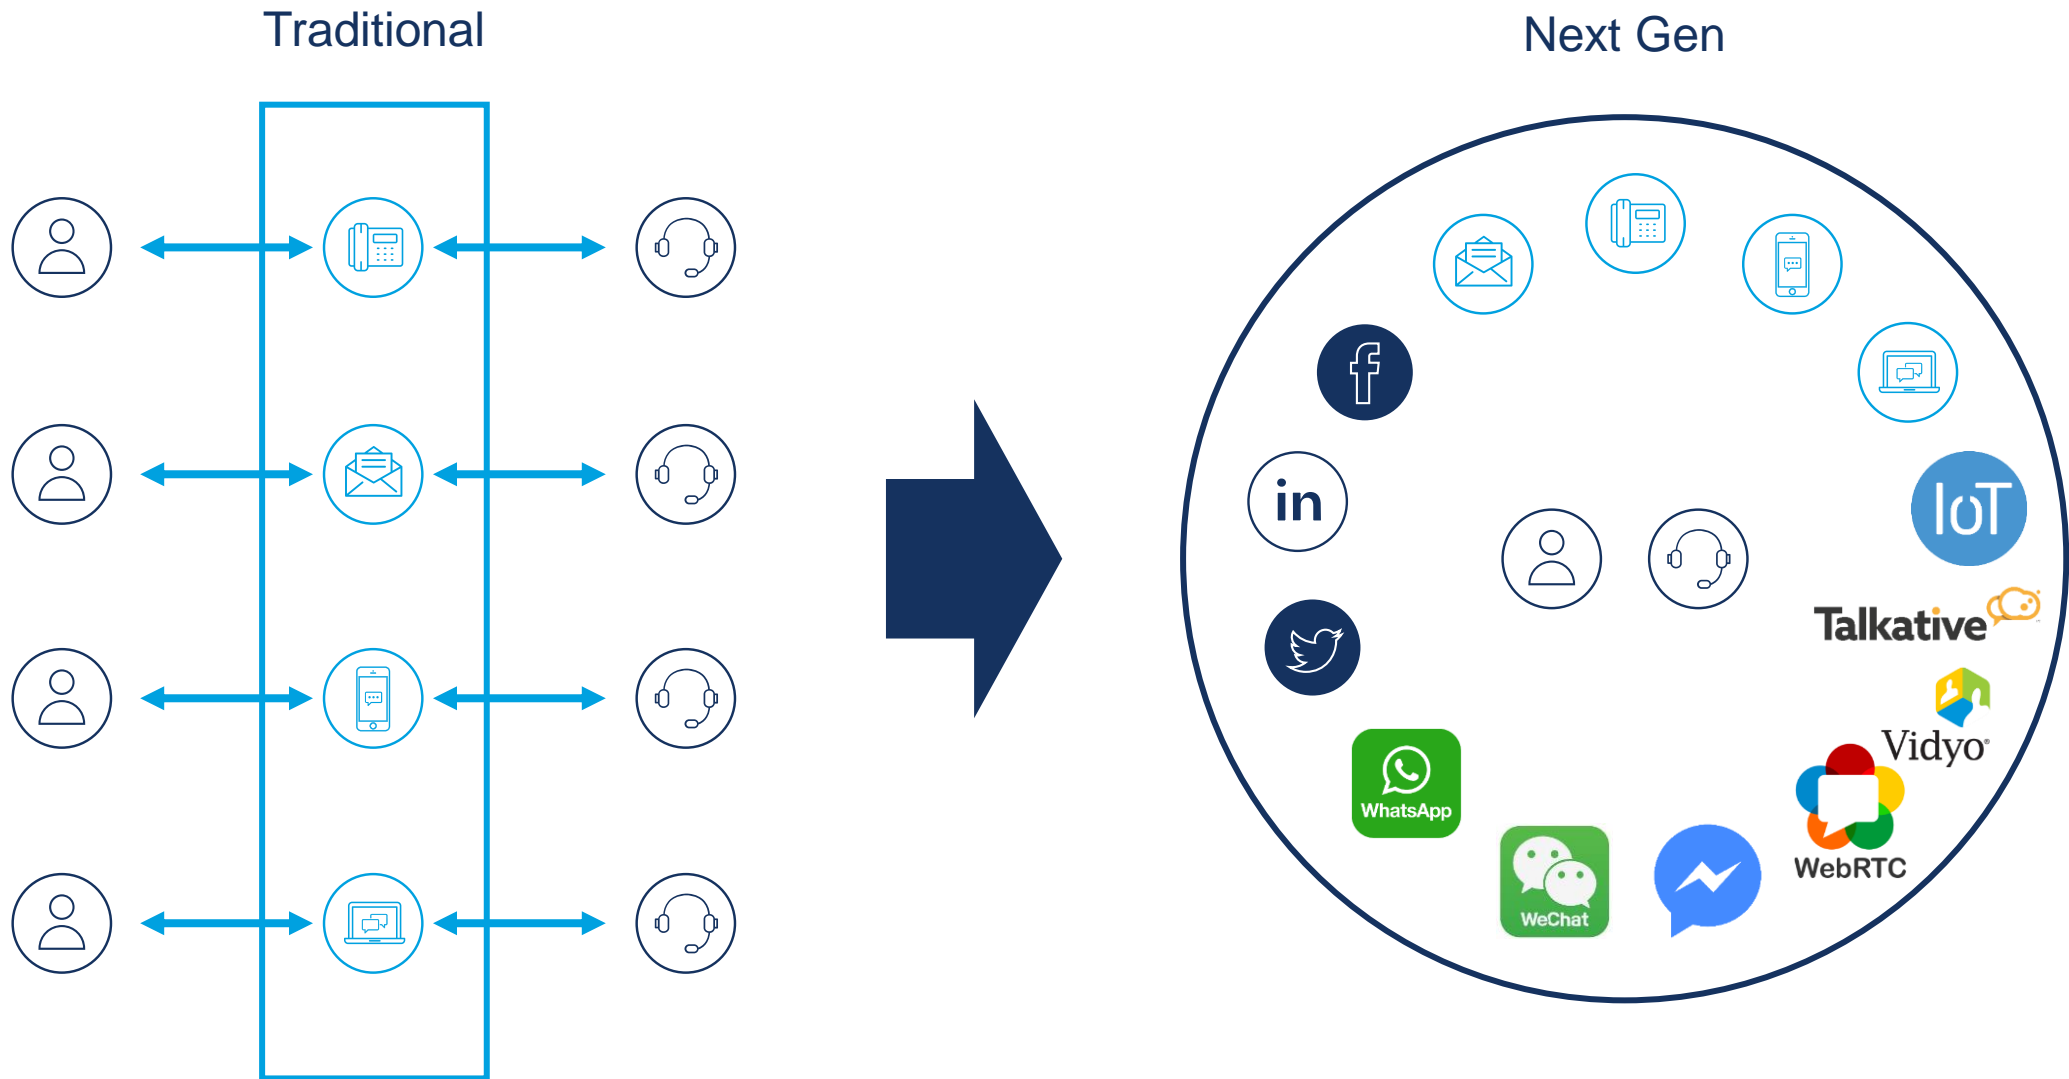 Traditional
Next Gen
f
in
IoT
Talkative
Vidyo
WhatsApp
WebRTC
WeChat